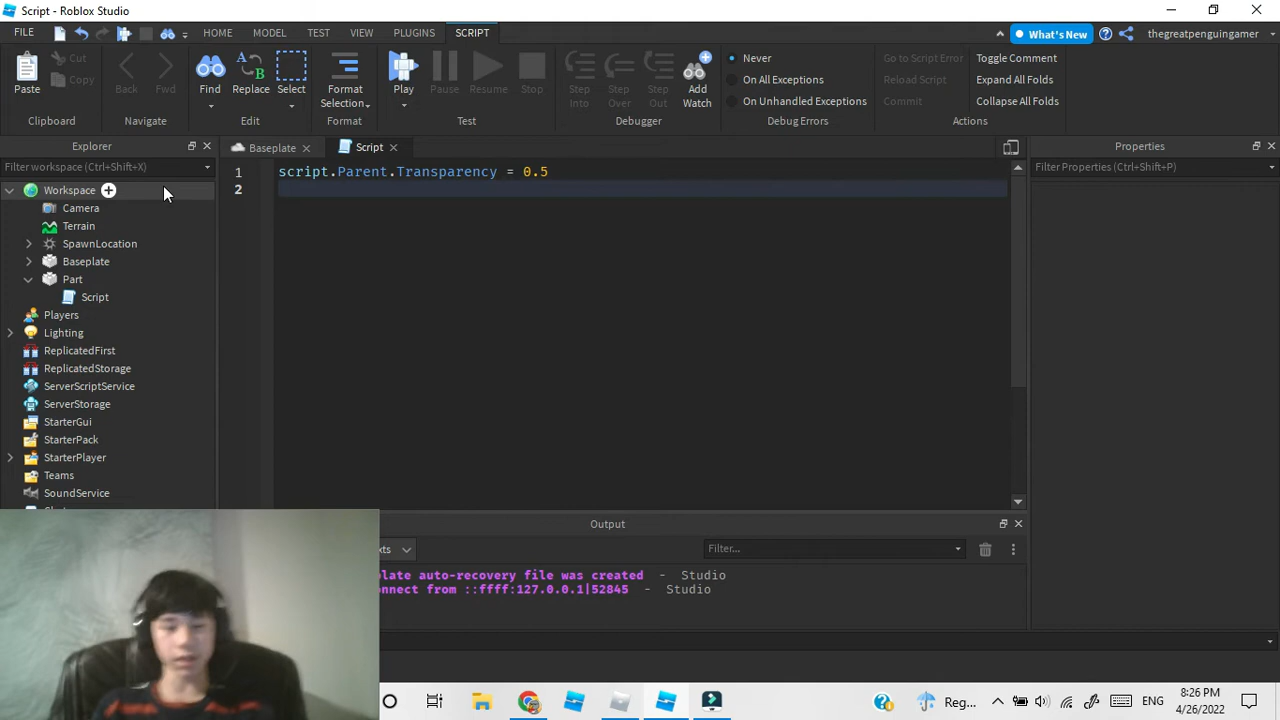 Script - Roblox Studio
FILE HOME MODEL TEST VIEW PLUGINS SCRIPT What's New thegreatpenguingamer
Paste Cut Copy
Clipboard
Back Fwd
Navigate
Find Replace Select
Edit
Format Selection
Format
Play Pause Resume Stop
Test
Step Into Step Over Step Out Add Watch
Debugger
Never
On All Exceptions
On Unhandled Exceptions
Debug Errors
Go to Script Error
Reload Script
Commit
Toggle Comment
Expand All Folds
Collapse All Folds
Actions
Explorer
Filter workspace (Ctrl+Shift+X)
Workspace
Camera
Terrain
SpawnLocation
Baseplate
Part
Script
Players
Lighting
ReplicatedFirst
ReplicatedStorage
ServerScriptService
ServerStorage
StarterGui
StarterPack
StarterPlayer
Teams
SoundService
Baseplate Script
1 script.Parent.Transparency = 0.5
2
Properties
Filter Properties (Ctrl+Shift+P)
Output
xts Filter...
plate auto-recovery file was created - Studio
nnect from ::ffff:127.0.0.1|52845 - Studio
Reg... ENG 8:26 PM
4/26/2022